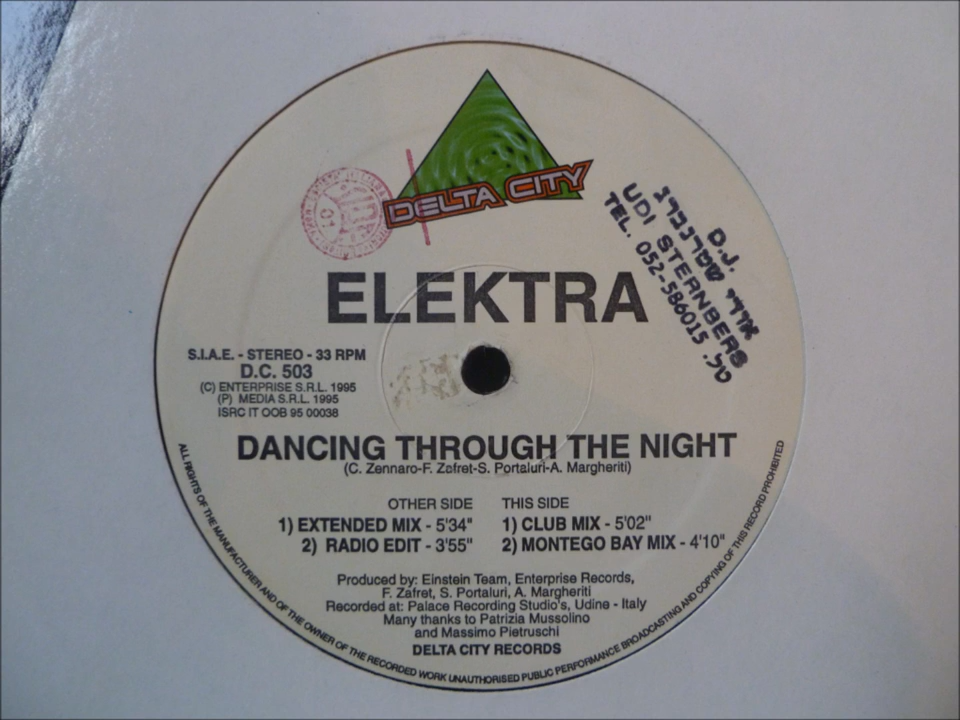 DELTA CITY
D.J.
אודי שטרנברג
UDI STERNBERG
TEL. 052-586015 .טל
ELEKTRA
S.I.A.E. - STEREO - 33 RPM
D.C. 503
(C) ENTERPRISE S.R.L. 1995
(P) MEDIA S.R.L. 1995
ISRC IT OOB 95 00038
DANCING THROUGH THE NIGHT
(C. Zennaro-F. Zafret-S. Portaluri-A. Margheriti)
OTHER SIDE
1) EXTENDED MIX - 5'34"
2) RADIO EDIT - 3'55"
THIS SIDE
1) CLUB MIX - 5'02"
2) MONTEGO BAY MIX - 4'10"
Produced by: Einstein Team, Enterprise Records,
F. Zafret, S. Portaluri, A. Margheriti
Recorded at: Palace Recording Studio's, Udine - Italy
Many thanks to Patrizia Mussolino
and Massimo Pietruschi
DELTA CITY RECORDS
ALL RIGHTS OF THE MANUFACTURER AND OF THE OWNER OF THE RECORDED WORK UNAUTHORISED PUBLIC PERFORMANCE BROADCASTING AND COPYING OF THIS RECORD PROHIBITED